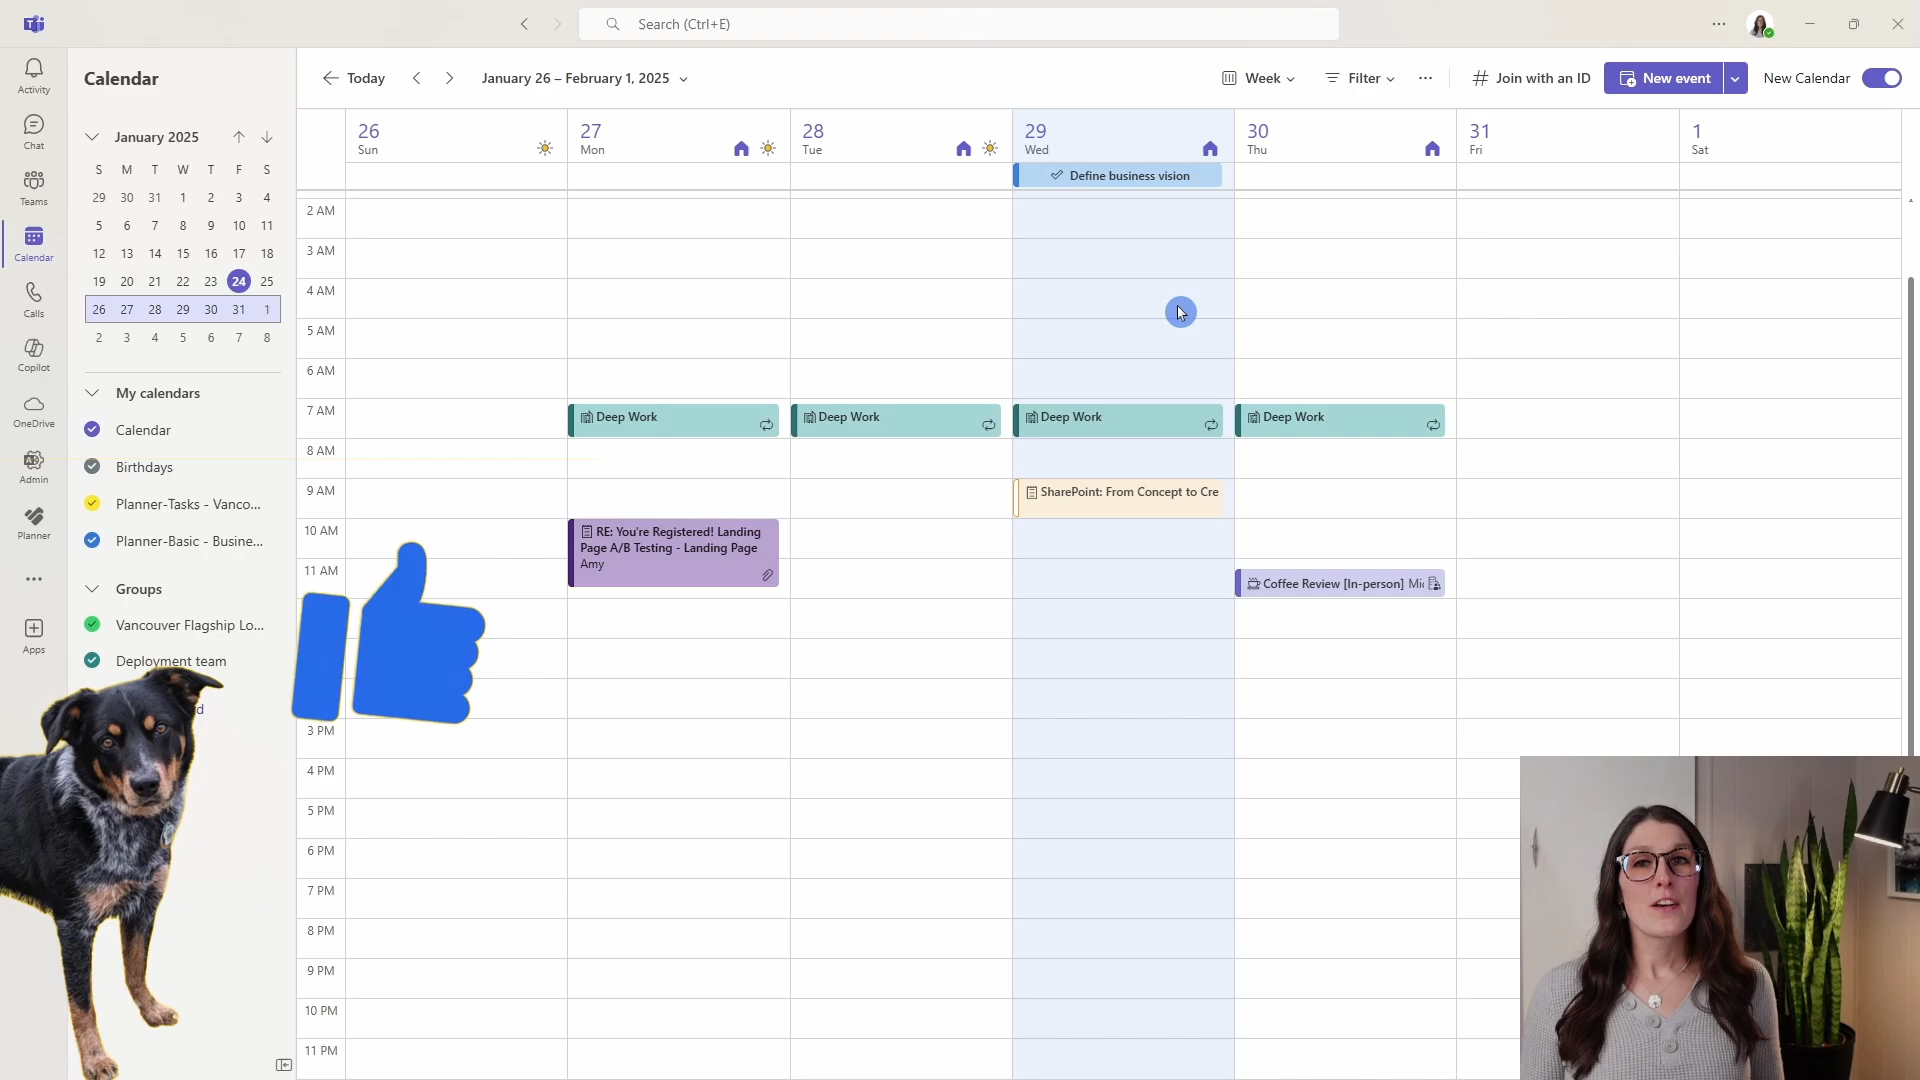 Search (Ctrl+E)
Activity
Chat
Teams
Calendar
Calls
Copilot
OneDrive
Admin
Planner
Apps
Calendar
January 2025
S M T W T F S
29 30 31 1 2 3 4
5 6 7 8 9 10 11
12 13 14 15 16 17 18
19 20 21 22 23 24 25
26 27 28 29 30 31 1
2 3 4 5 6 7 8
My calendars
Calendar
Birthdays
Planner-Tasks - Vanco...
Planner-Basic - Busine...
Groups
Vancouver Flagship Lo...
Deployment team
Today
January 26 – February 1, 2025
Week
Filter
Join with an ID
New event
New Calendar
26
Sun
27
Mon
28
Tue
29
Wed
30
Thu
31
Fri
1
Sat
Define business vision
2 AM
3 AM
4 AM
5 AM
6 AM
7 AM
Deep Work
Deep Work
Deep Work
Deep Work
8 AM
9 AM
SharePoint: From Concept to Cre
10 AM
RE: You're Registered! Landing
Page A/B Testing - Landing Page
Amy
11 AM
Coffee Review [In-person]
3 PM
4 PM
5 PM
6 PM
7 PM
8 PM
9 PM
10 PM
11 PM